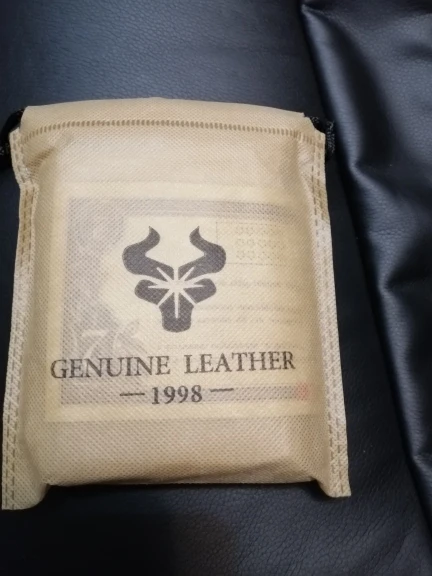 GENUINE LEATHER
— 1998 —